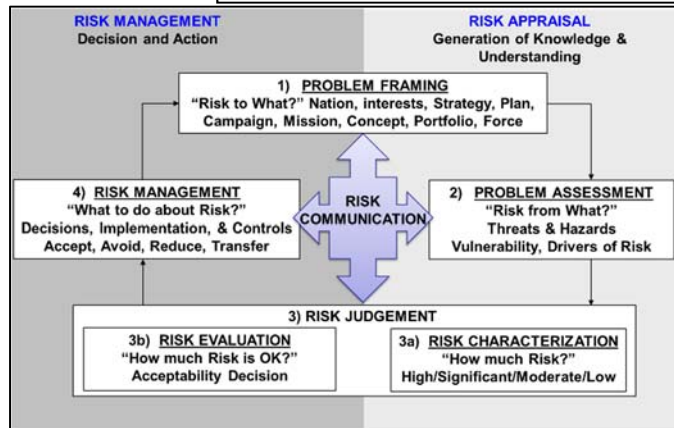 RISK MANAGEMENT
Decision and Action
RISK APPRAISAL
Generation of Knowledge &
Understanding
1) PROBLEM FRAMING
“Risk to What?” Nation, interests, Strategy, Plan,
Campaign, Mission, Concept, Portfolio, Force
4) RISK MANAGEMENT
“What to do about Risk?”
Decisions, Implementation, & Controls
Accept, Avoid, Reduce, Transfer
RISK
COMMUNICATION
2) PROBLEM ASSESSMENT
“Risk from What?”
Threats & Hazards
Vulnerability, Drivers of Risk
3) RISK JUDGEMENT
3b) RISK EVALUATION
“How much Risk is OK?”
Acceptability Decision
3a) RISK CHARACTERIZATION
“How much Risk?”
High/Significant/Moderate/Low